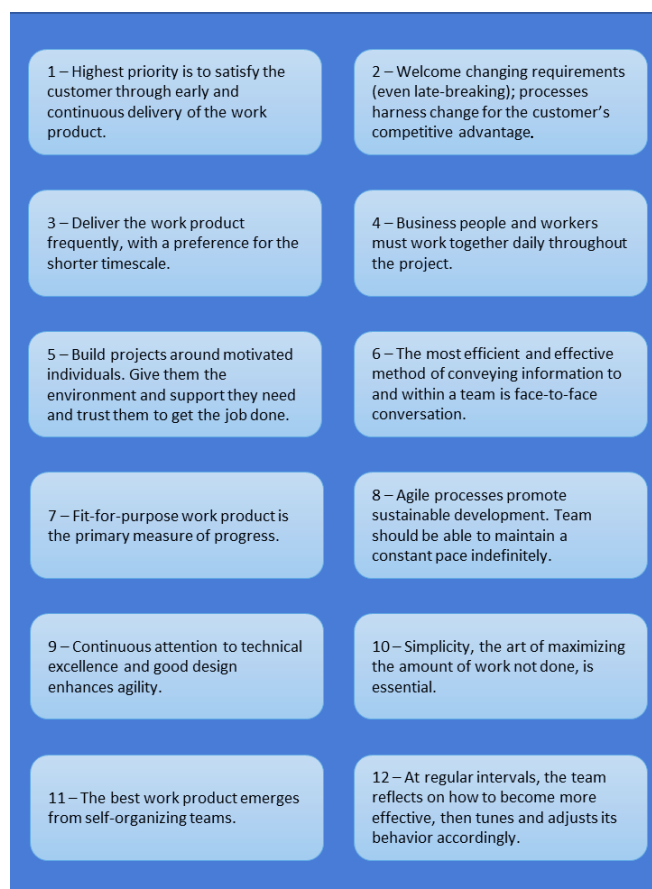 1 – Highest priority is to satisfy the
customer through early and
continuous delivery of the work
product.
2 – Welcome changing requirements
(even late-breaking); processes
harness change for the customer’s
competitive advantage.
3 – Deliver the work product
frequently, with a preference for the
shorter timescale.
4 – Business people and workers
must work together daily throughout
the project.
5 – Build projects around motivated
individuals. Give them the
environment and support they need
and trust them to get the job done.
6 – The most efficient and effective
method of conveying information to
and within a team is face-to-face
conversation.
7 – Fit-for-purpose work product is
the primary measure of progress.
8 – Agile processes promote
sustainable development. Team
should be able to maintain a
constant pace indefinitely.
9 – Continuous attention to technical
excellence and good design
enhances agility.
10 – Simplicity, the art of maximizing
the amount of work not done, is
essential.
11 – The best work product emerges
from self-organizing teams.
12 – At regular intervals, the team
reflects on how to become more
effective, then tunes and adjusts its
behavior accordingly.